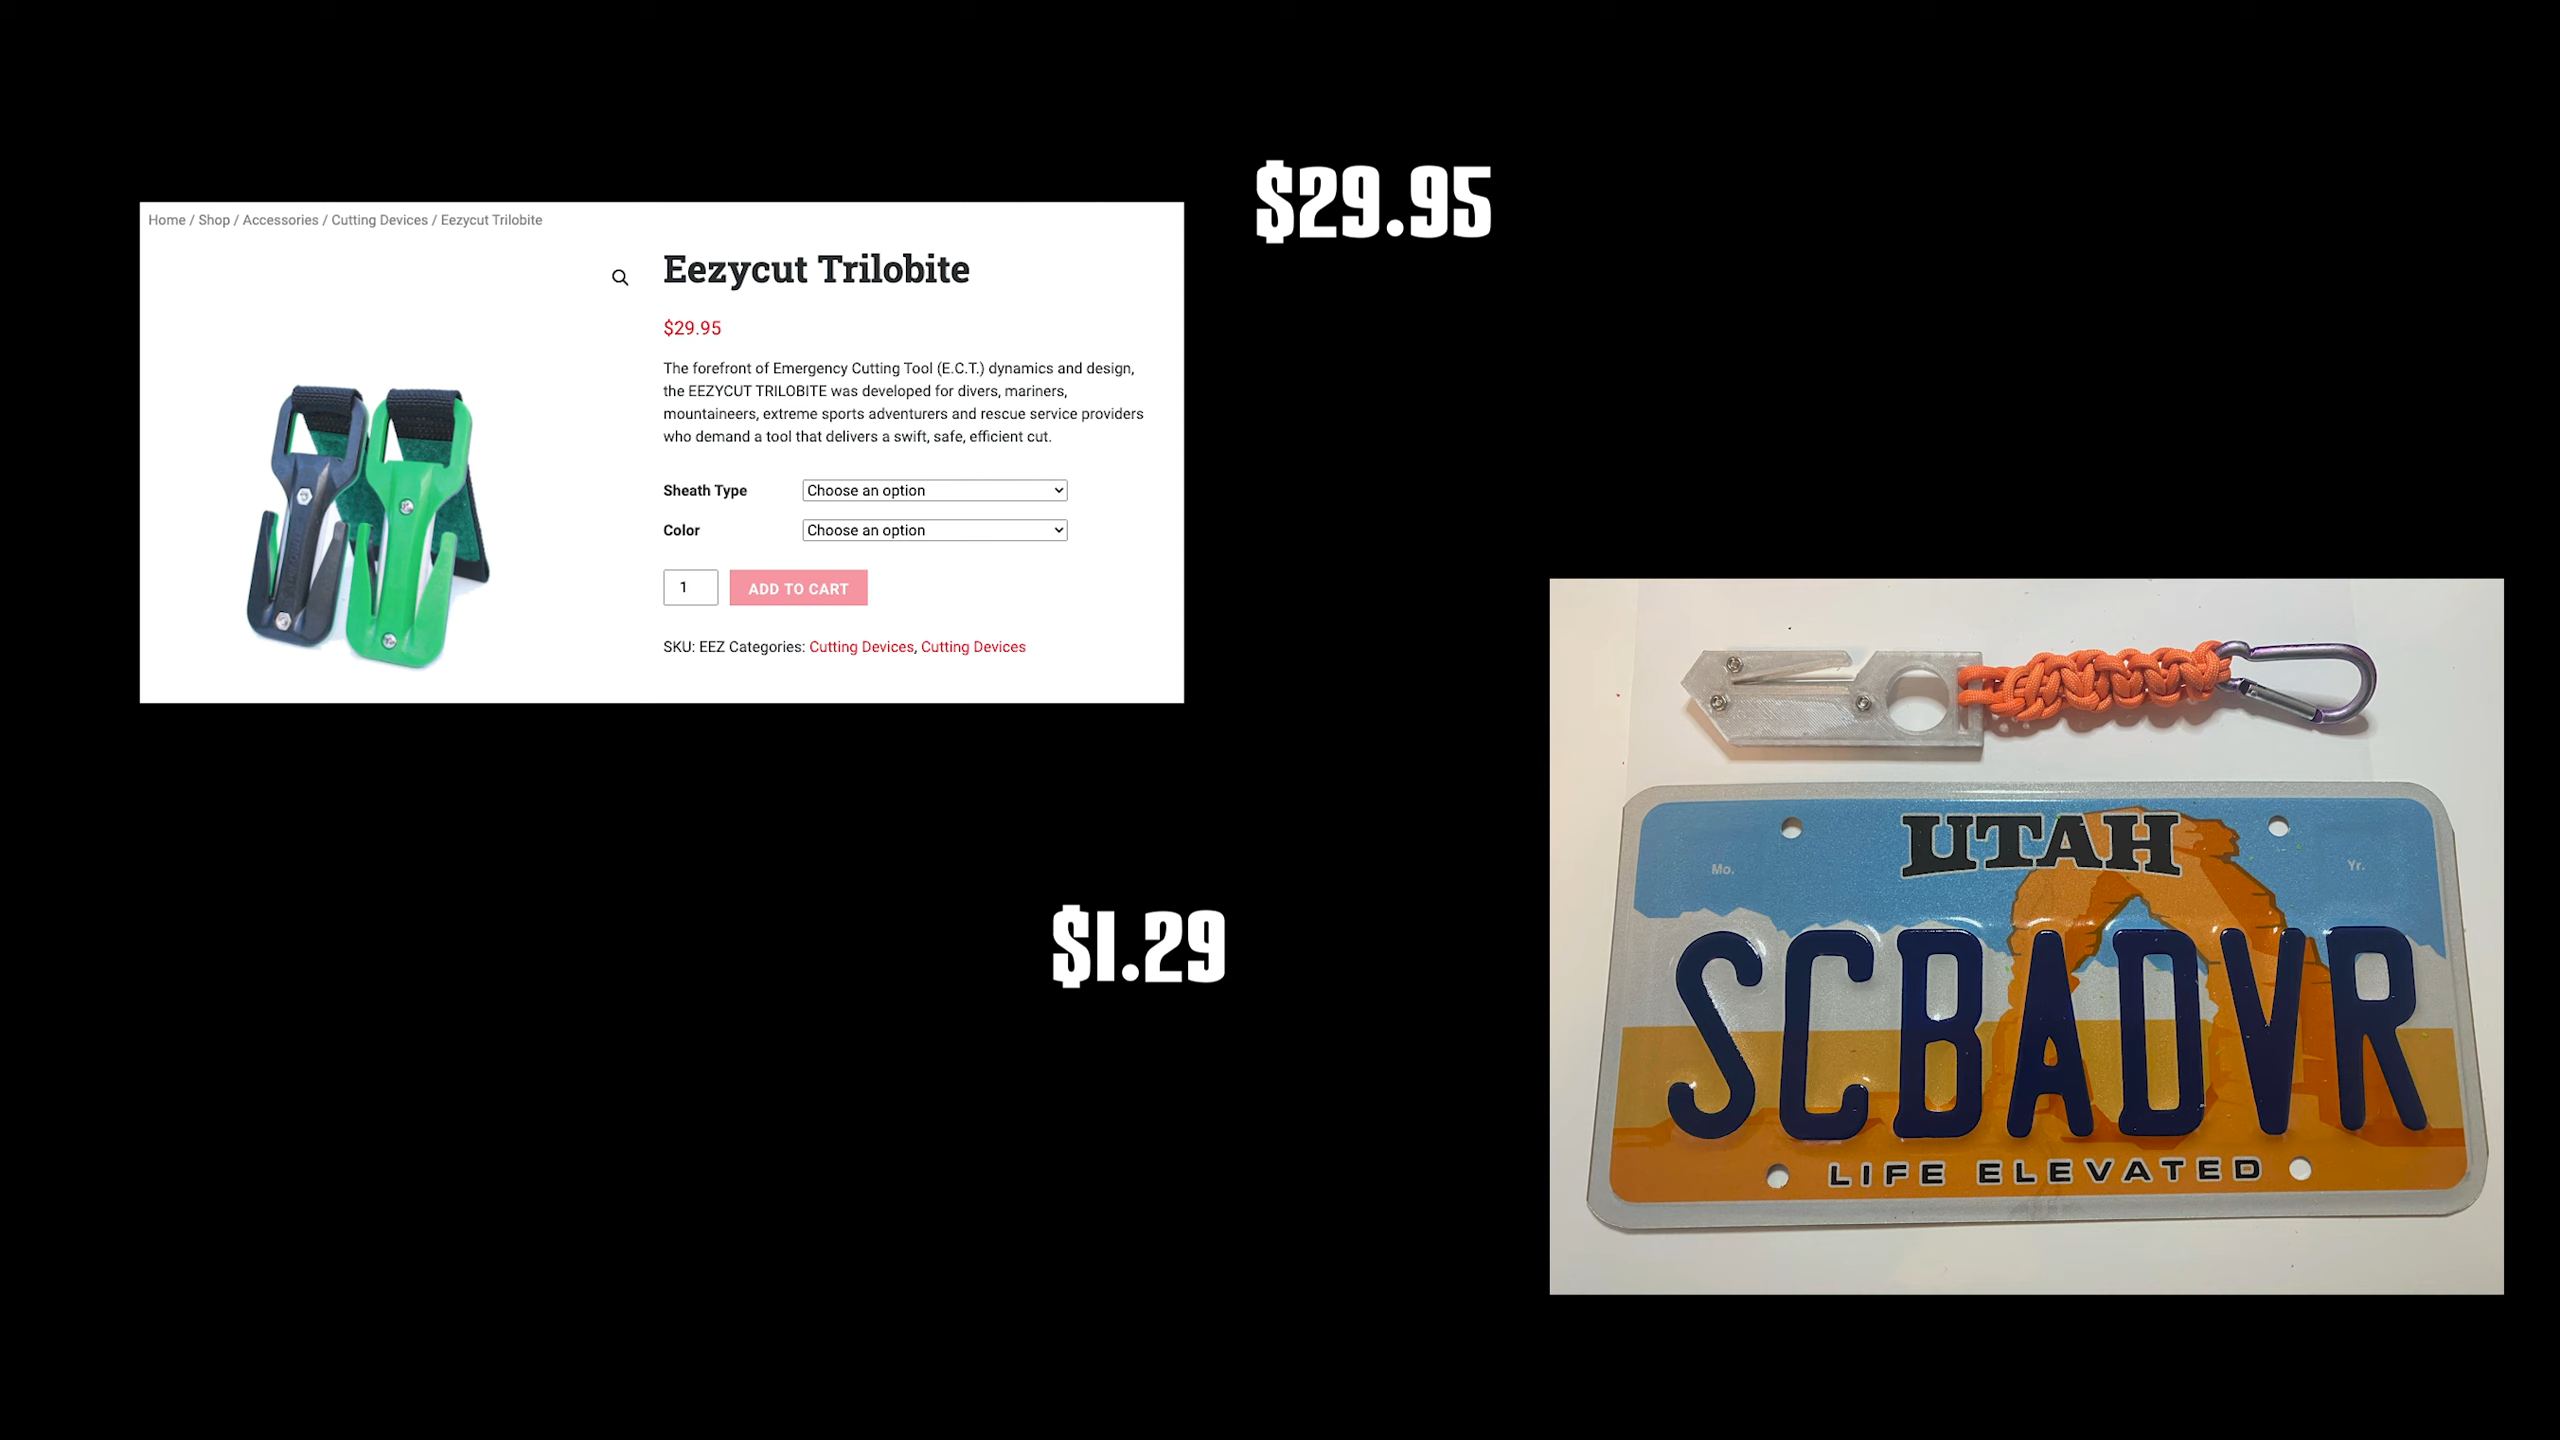 $29.95
Home / Shop / Accessories / Cutting Devices / Eezycut Trilobite
Eezycut Trilobite
$29.95
The forefront of Emergency Cutting Tool (E.C.T.) dynamics and design,
the EEZYCUT TRILOBITE was developed for divers, mariners,
mountaineers, extreme sports adventurers and rescue service providers
who demand a tool that delivers a swift, safe, efficient cut.
Sheath Type Choose an option
Color Choose an option
1 ADD TO CART
SKU: EEZ Categories: Cutting Devices, Cutting Devices
$1.29
UTAH
Mo. Yr.
SCBADVR
LIFE ELEVATED